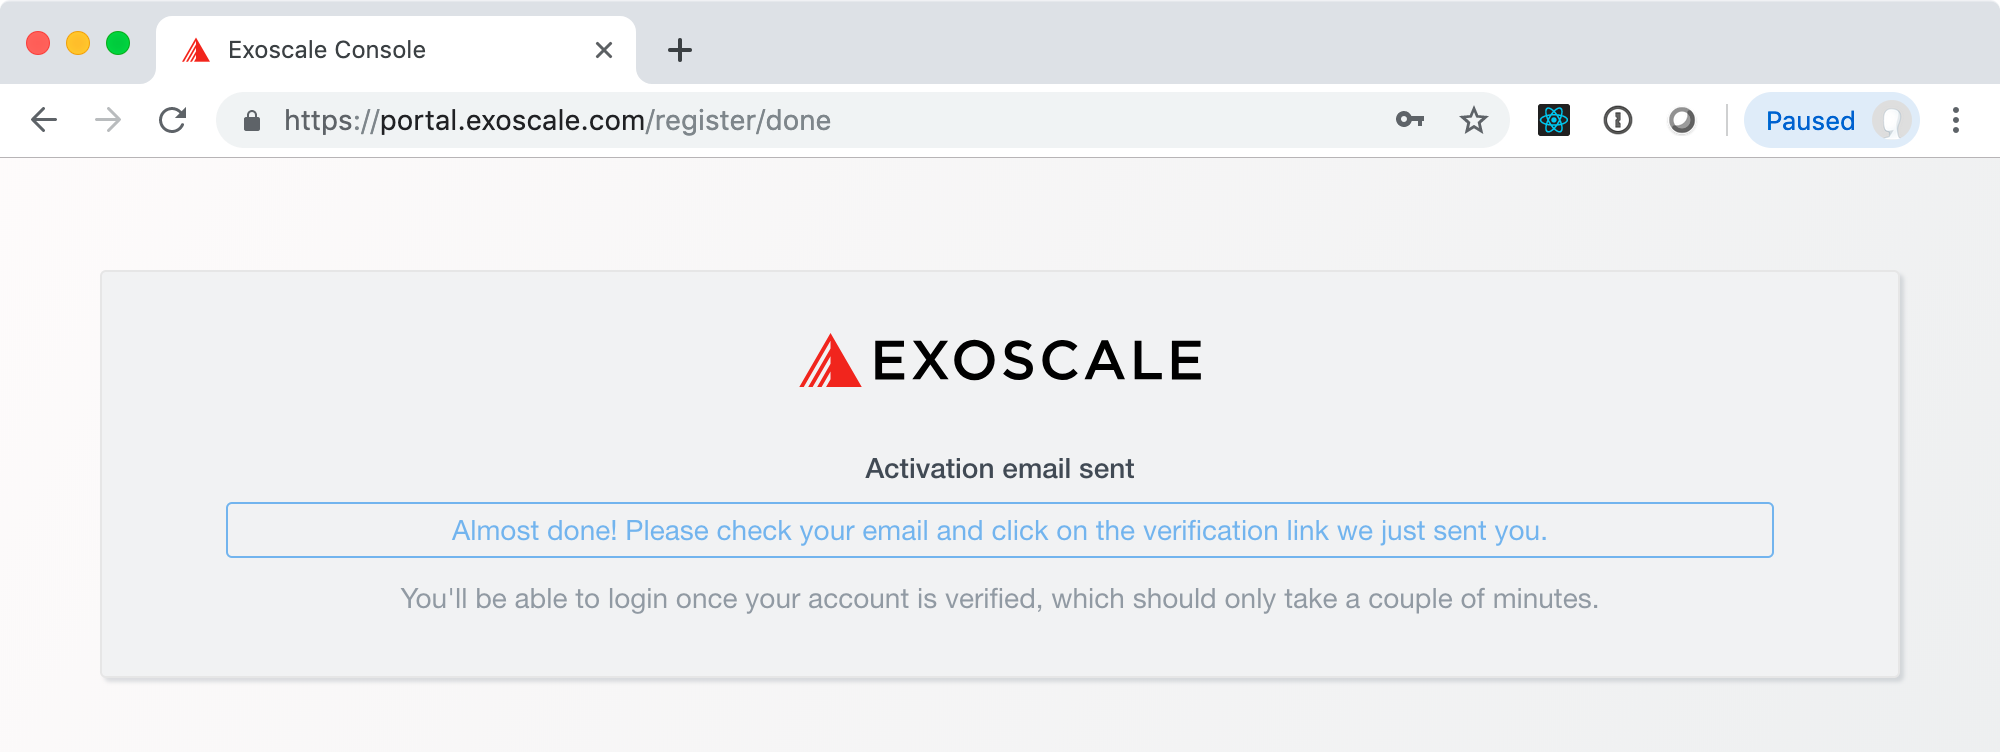 Exoscale Console
https://portal.exoscale.com/register/done
Paused
EXOSCALE
Activation email sent
Almost done! Please check your email and click on the verification link we just sent you.
You'll be able to login once your account is verified, which should only take a couple of minutes.